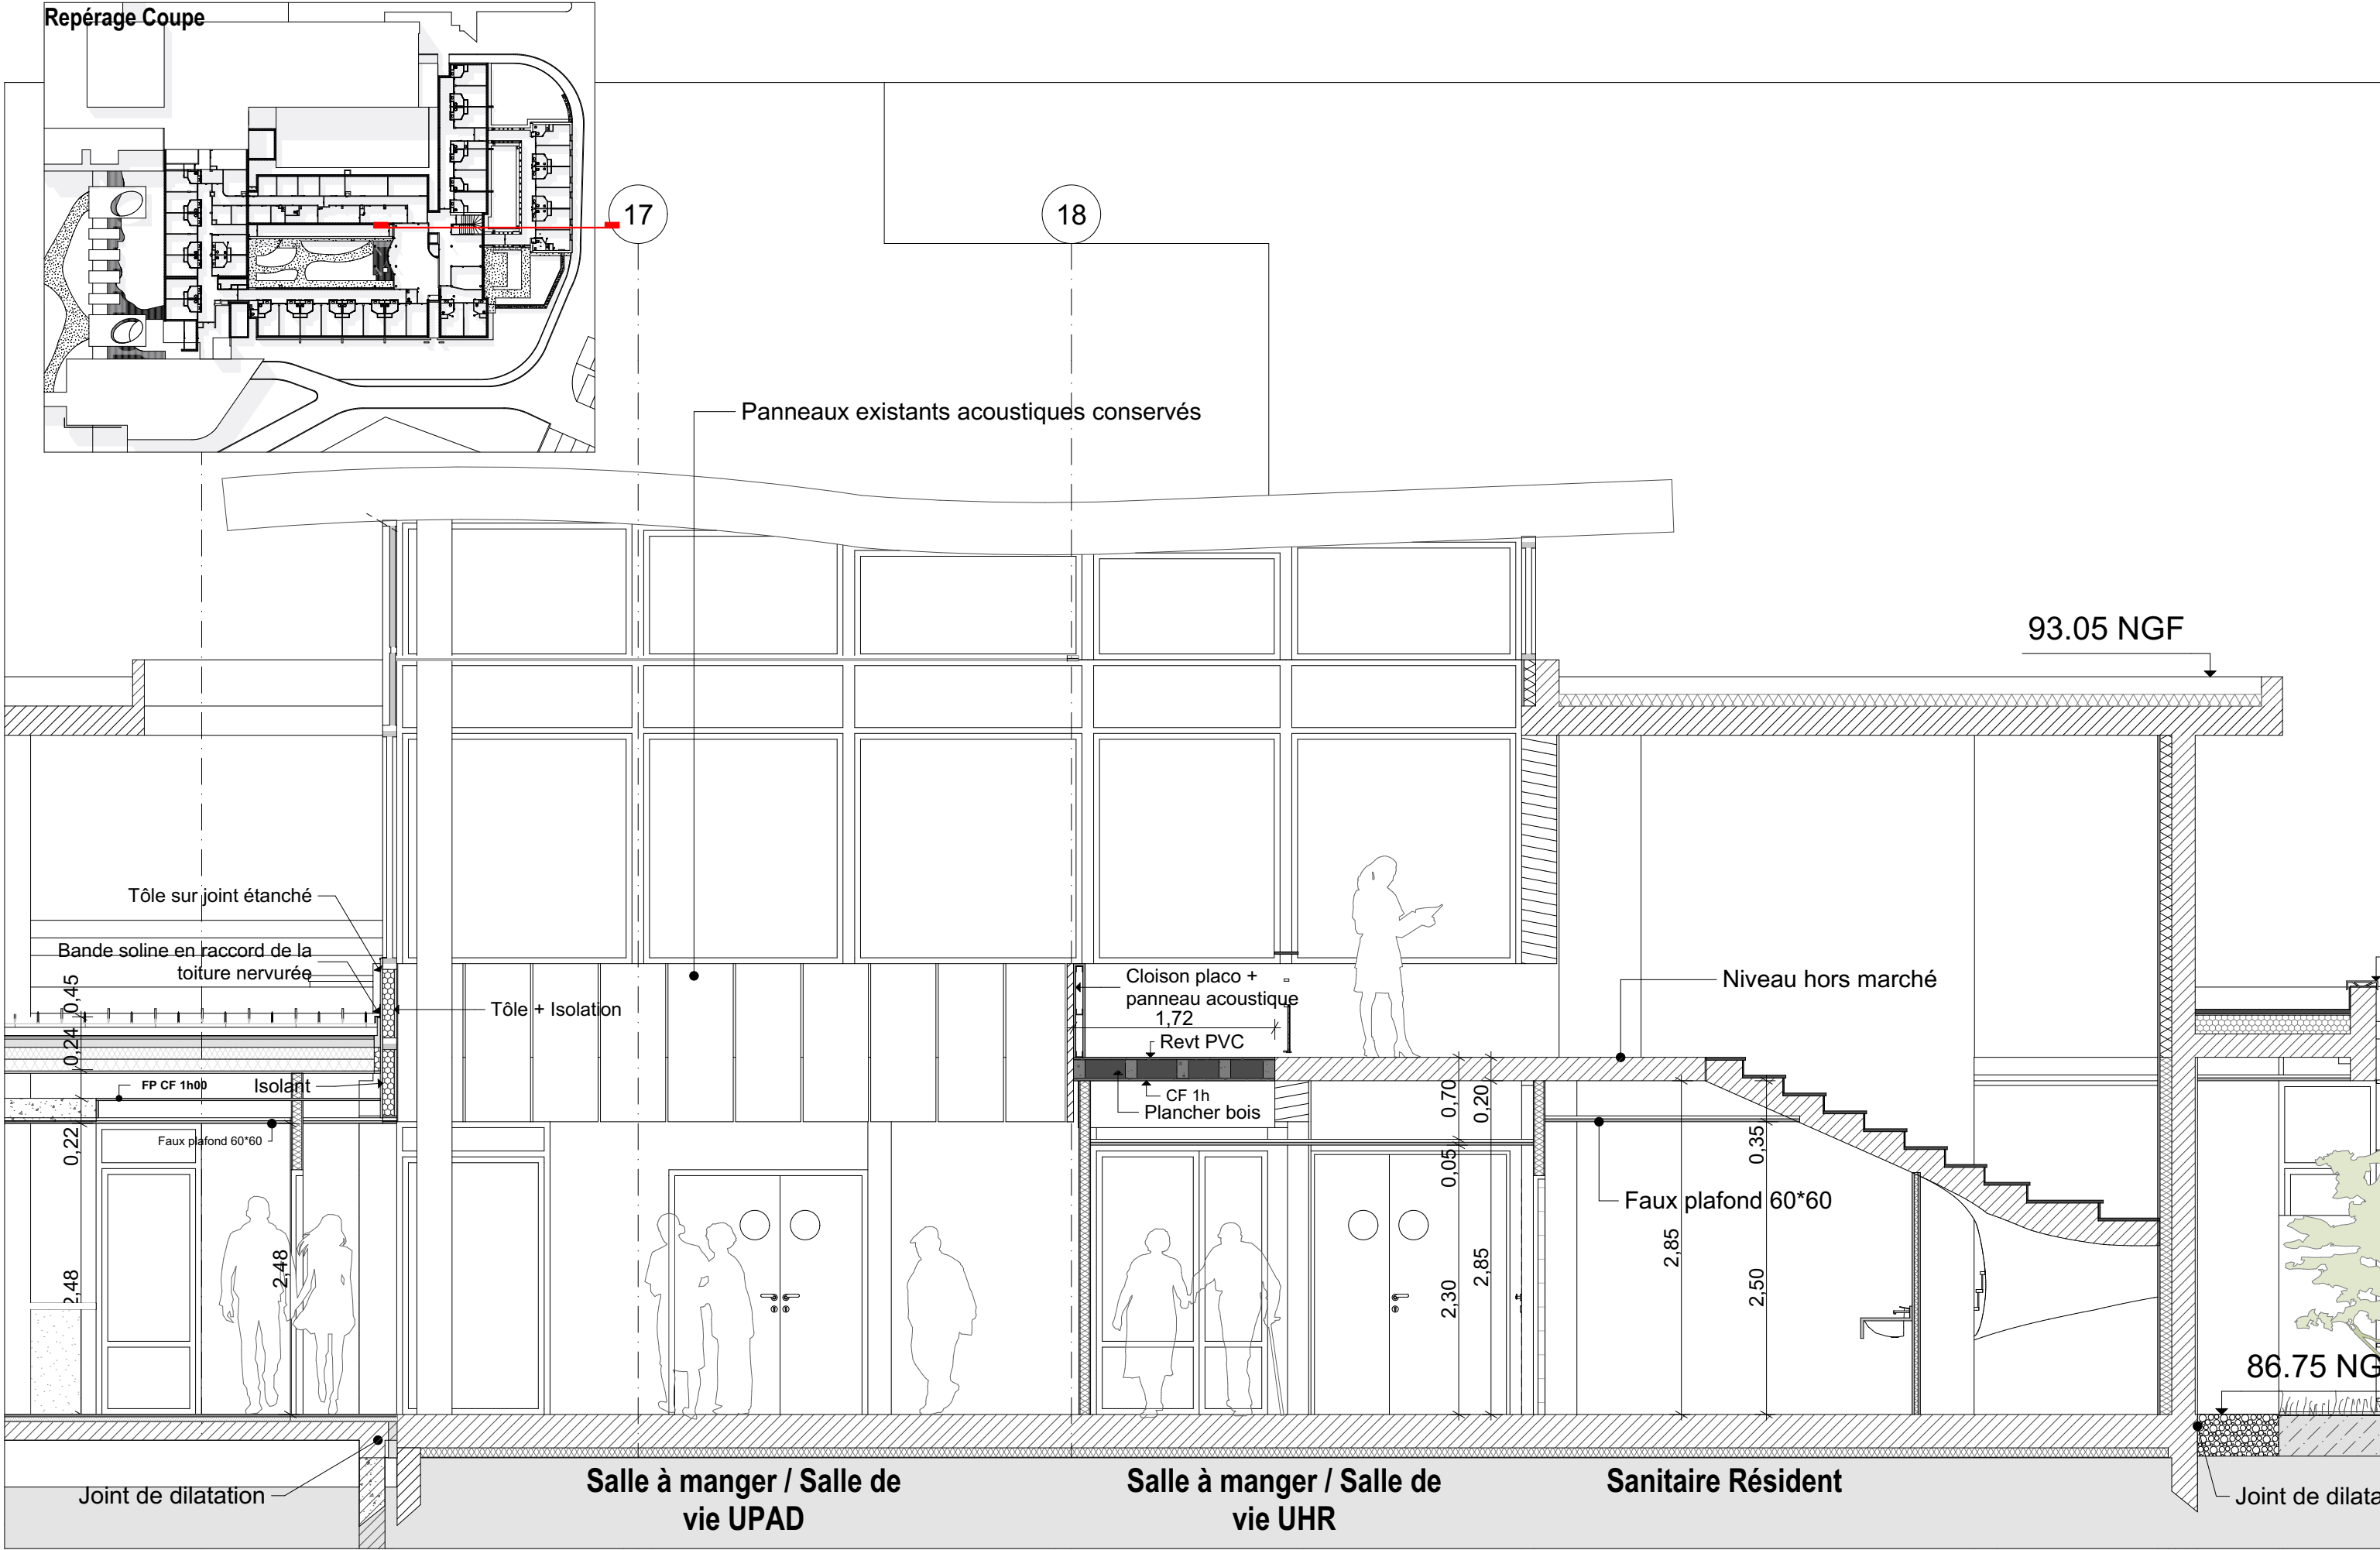 Repérage Coupe
17
18
Panneaux existants acoustiques conservés
93.05 NGF
Tôle sur joint étanché
Bande soline en raccord de la
toiture nervurée
Tôle + Isolation
Cloison placo +
panneau acoustique
1,72
Revt PVC
Niveau hors marché
0,45
0,24
FP CF 1h00
Isolant
CF 1h
Plancher bois
0,70
0,20
0,22
Faux plafond 60*60
0,05
0,35
Faux plafond 60*60
2,48
2,48
2,30
2,85
2,85
2,50
86.75 NG
Joint de dilatation
Salle à manger / Salle de
vie UPAD
Salle à manger / Salle de
vie UHR
Sanitaire Résident
Joint de dilata